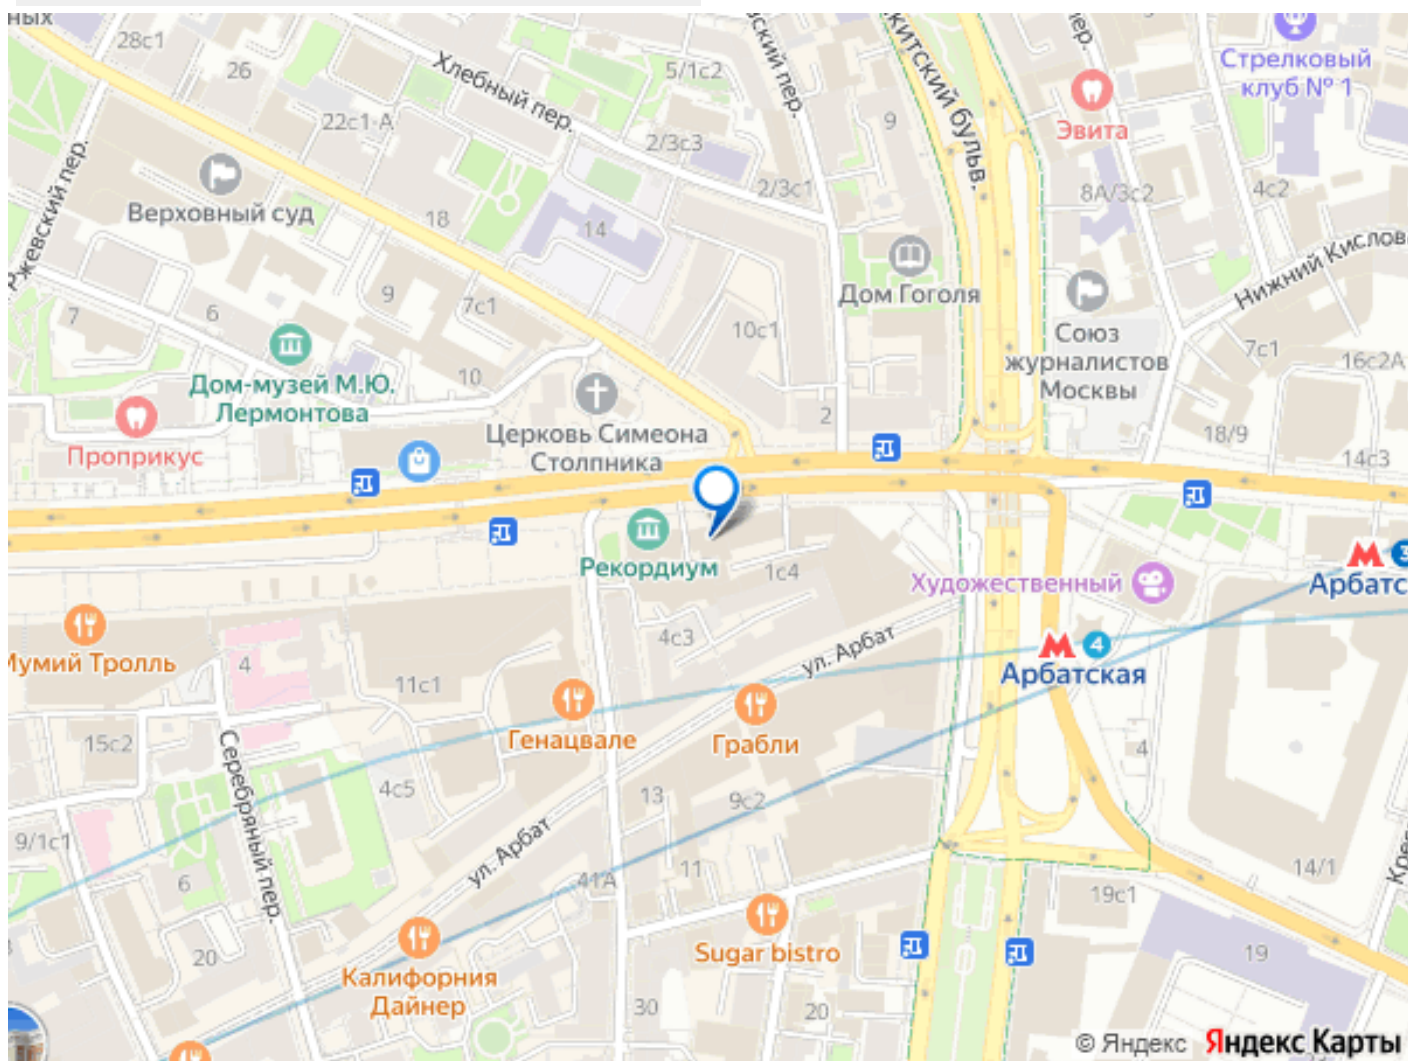 28с1
26
Хлебный пер.
5/1с2
Стрелковый
клуб № 1
22с1-А
2/3с3
9
Эвита
Верховный суд
18
14
2/3с1
8А/3с2
4с2
Ржевский пер.
Дом Гоголя
Нижний Кислов
7
6
9
7с1
10с1
Союз
журналистов
Москвы
7с1
16с2А
Дом-музей М.Ю.
Лермонтова
10
Проприкус
Церковь Симеона
Столпника
2
18/9
14с3
Рекордиум
1с4
Художественный
Арбатс
3
4с3
ул. Арбат
4
Арбатская
Мумий Тролль
4
11с1
Генацвале
Грабли
15с2
Серебряный пер.
4с5
13
9с2
4
9/1с1
6
ул. Арбат
41А
11
14/1
19с1
20
Калифорния
Дайнер
Sugar bistro
19
30
20
© Яндекс
Яндекс Карты